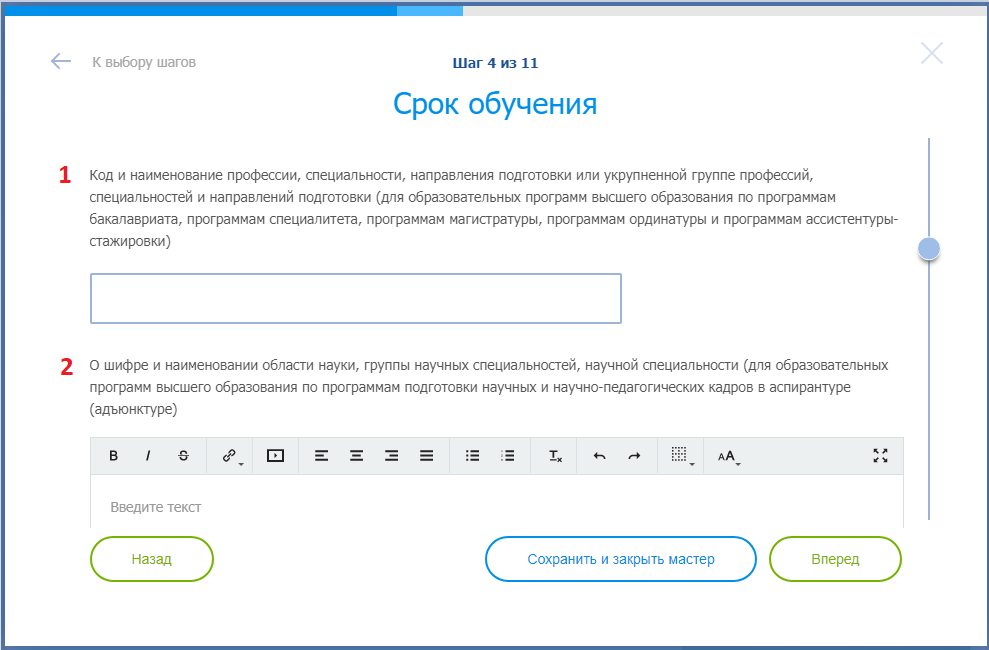 К выбору шагов
Шаг 4 из 11
Срок обучения
1 Код и наименование профессии, специальности, направления подготовки или укрупненной группе профессий,
специальностей и направлений подготовки (для образовательных программ высшего образования по программам
бакалавриата, программам специалитета, программам магистратуры, программам ординатуры и программам ассистентуры-
стажировки)
2 О шифре и наименовании области науки, группы научных специальностей, научной специальности (для образовательных
программ высшего образования по программам подготовки научных и научно-педагогических кадров в аспирантуре
(адъюнктуре)
B I S AA
Введите текст
Назад Сохранить и закрыть мастер Вперед